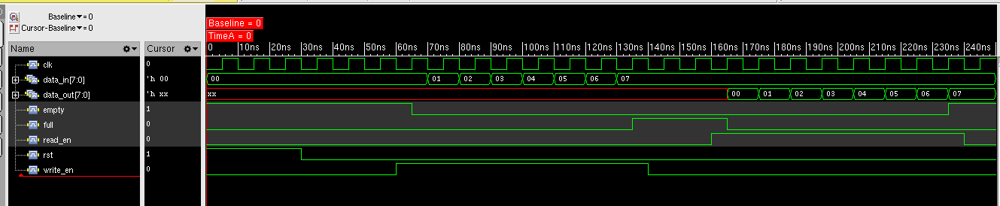 Baseline▼= 0
Cursor-Baseline▼= 0
Baseline = 0
TimeA = 0
Name
Cursor
0 10ns 20ns 30ns 40ns 50ns 60ns 70ns 80ns 90ns 100ns 110ns 120ns 130ns 140ns 150ns 160ns 170ns 180ns 190ns 200ns 210ns 220ns 230ns 240ns
clk 0
data_in[7:0] 'h 00 00 01 02 03 04 05 06 07
data_out[7:0] 'h xx xx 00 01 02 03 04 05 06 07
empty 1
full 0
read_en 0
rst 1
write_en 0